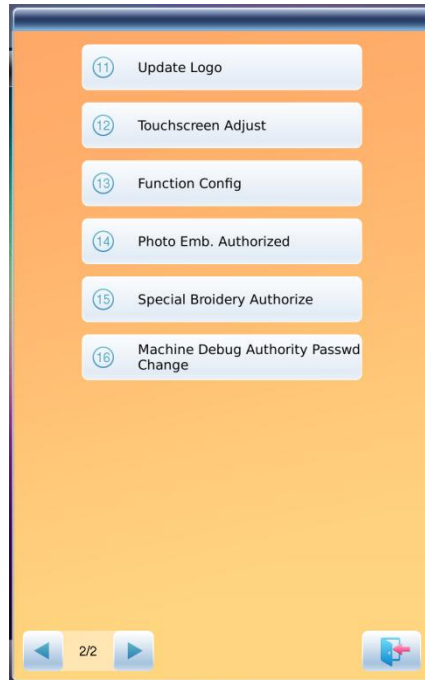 11 Update Logo
12 Touchscreen Adjust
13 Function Config
14 Photo Emb. Authorized
15 Special Broidery Authorize
16 Machine Debug Authority Passwd
Change
2/2